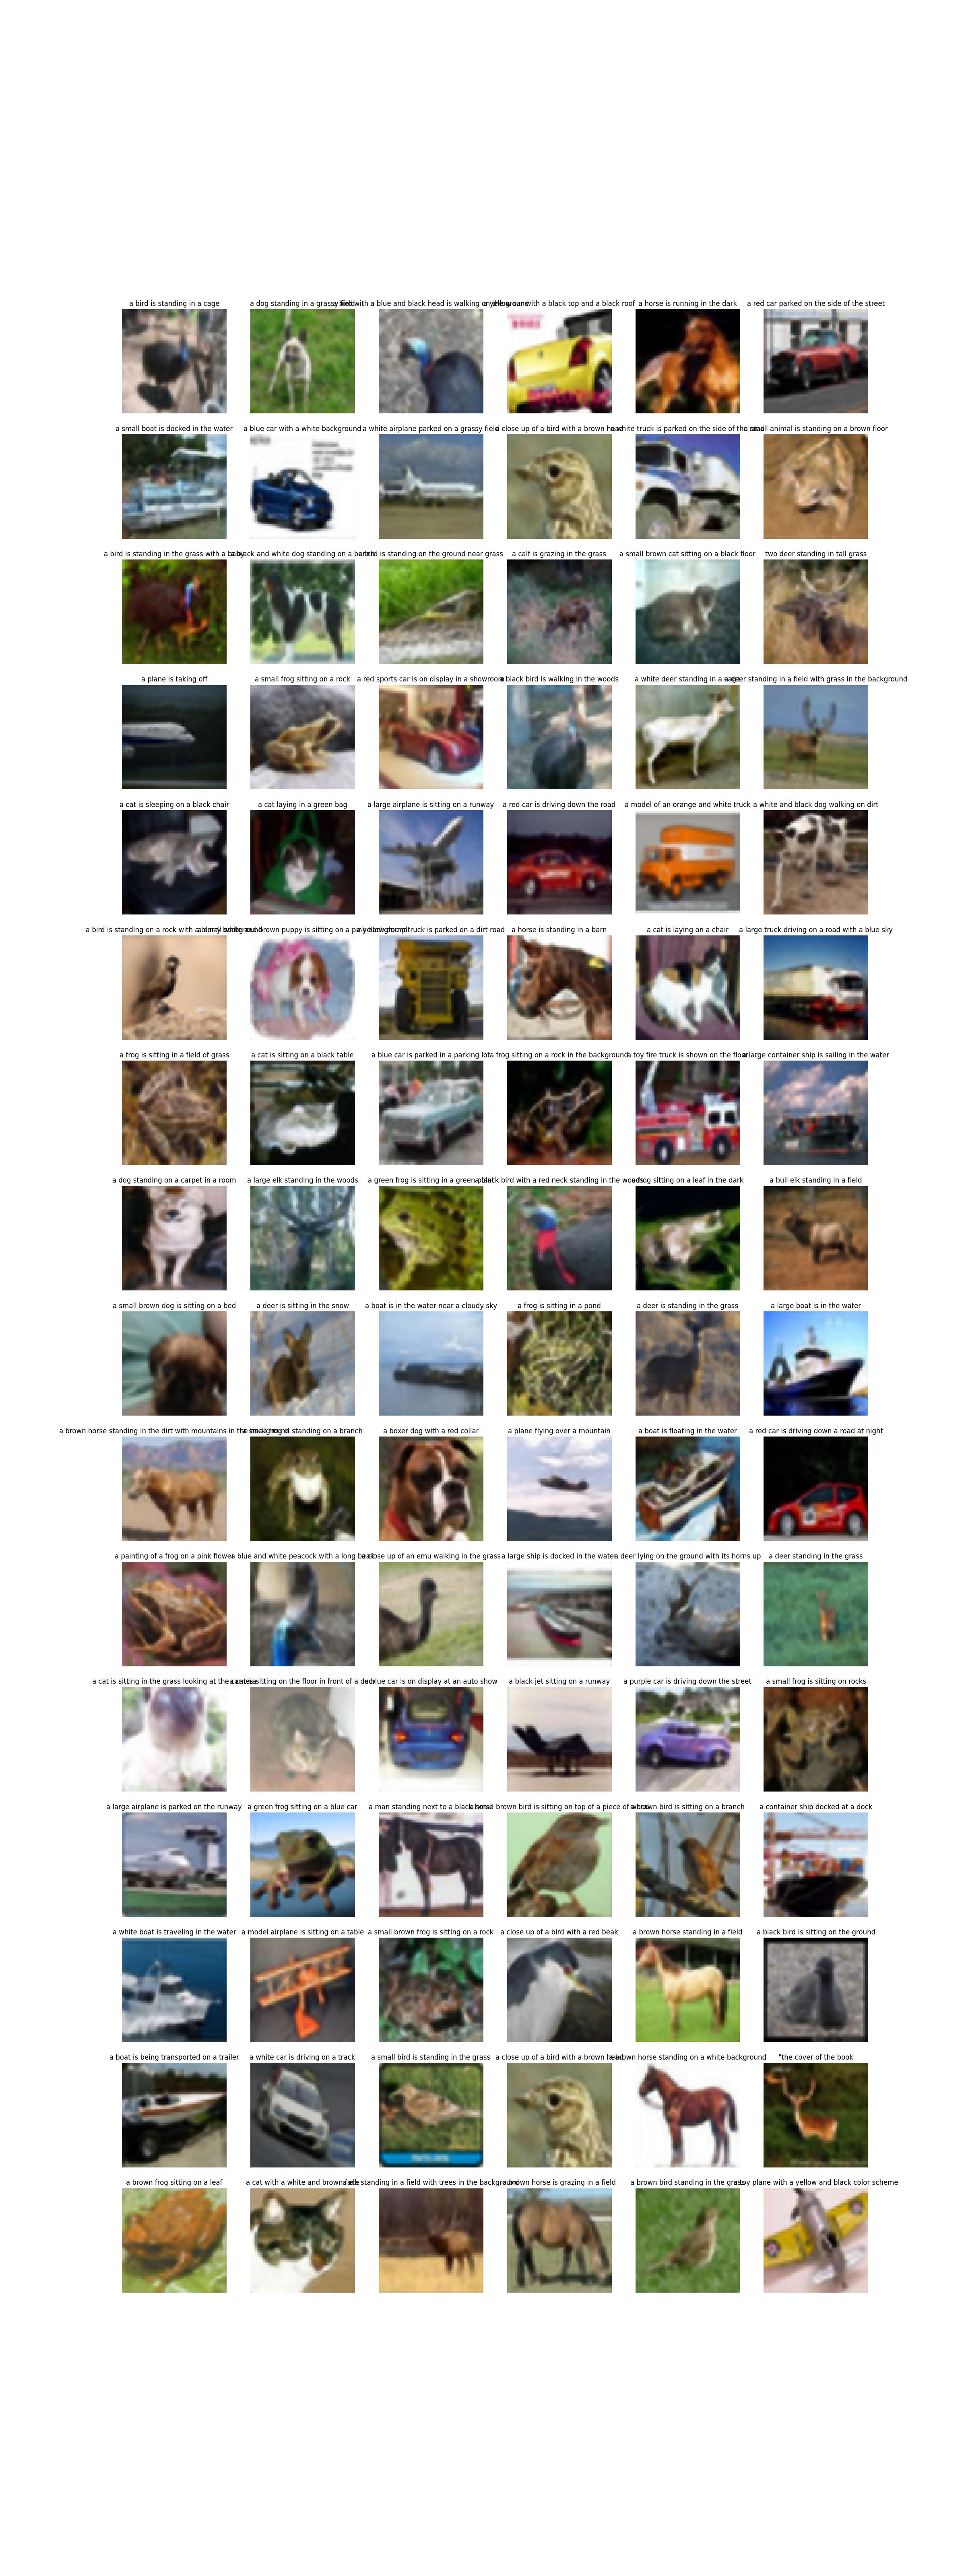 a bird is standing in a cage
a dog standing in a grassy field
a bird with a blue and black head is walking on the ground
a yellow car with a black top and a black roof
a horse is running in the dark
a red car parked on the side of the street
a small boat is docked in the water
a blue car with a white background
a white airplane parked on a grassy field
a close up of a bird with a brown head
a white truck is parked on the side of the road
a small animal is standing on a brown floor
a bird is standing in the grass with a baby
a black and white dog standing on a bench
a bird is standing on the ground near grass
a calf is grazing in the grass
a small brown cat sitting on a black floor
two deer standing in tall grass
a plane is taking off
a small frog sitting on a rock
a red sports car is on display in a showroom
a black bird is walking in the woods
a white deer standing in a cage
a deer standing in a field with grass in the background
a cat is sleeping on a black chair
a cat laying in a green bag
a large airplane is sitting on a runway
a red car is driving down the road
a model of an orange and white truck
a white and black dog walking on dirt
a bird is standing on a rock with a blurry background
a small white and brown puppy is sitting on a pink background
a yellow dump truck is parked on a dirt road
a horse is standing in a barn
a cat is laying on a chair
a large truck driving on a road with a blue sky
a frog is sitting in a field of grass
a cat is sitting on a black table
a blue car is parked in a parking lot
a frog sitting on a rock in the background
a toy fire truck is shown on the floor
a large container ship is sailing in the water
a dog standing on a carpet in a room
a large elk standing in the woods
a green frog is sitting in a green plant
a black bird with a red neck standing in the woods
a frog sitting on a leaf in the dark
a bull elk standing in a field
a small brown dog is sitting on a bed
a deer is sitting in the snow
a boat is in the water near a cloudy sky
a frog is sitting in a pond
a deer is standing in the grass
a large boat is in the water
a brown horse standing in the dirt with mountains in the background
a small frog is standing on a branch
a boxer dog with a red collar
a plane flying over a mountain
a boat is floating in the water
a red car is driving down a road at night
a painting of a frog on a pink flower
a blue and white peacock with a long beak
a close up of an emu walking in the grass
a large ship is docked in the water
a deer lying on the ground with its horns up
a deer standing in the grass
a cat is sitting in the grass looking at the camera
a cat is sitting on the floor in front of a door
a blue car is on display at an auto show
a black jet sitting on a runway
a purple car is driving down the street
a small frog is sitting on rocks
a large airplane is parked on the runway
a green frog sitting on a blue car
a man standing next to a black horse
a small brown bird is sitting on top of a piece of wood
a brown bird is sitting on a branch
a container ship docked at a dock
a white boat is traveling in the water
a model airplane is sitting on a table
a small brown frog is sitting on a rock
a close up of a bird with a red beak
a brown horse standing in a field
a black bird is sitting on the ground
a boat is being transported on a trailer
a white car is driving on a track
a small bird is standing in the grass
a close up of a bird with a brown head
a brown horse standing on a white background
"the cover of the book
a brown frog sitting on a leaf
a cat with a white and brown face
elk standing in a field with trees in the background
a brown horse is grazing in a field
a brown bird standing in the grass
a toy plane with a yellow and black color scheme